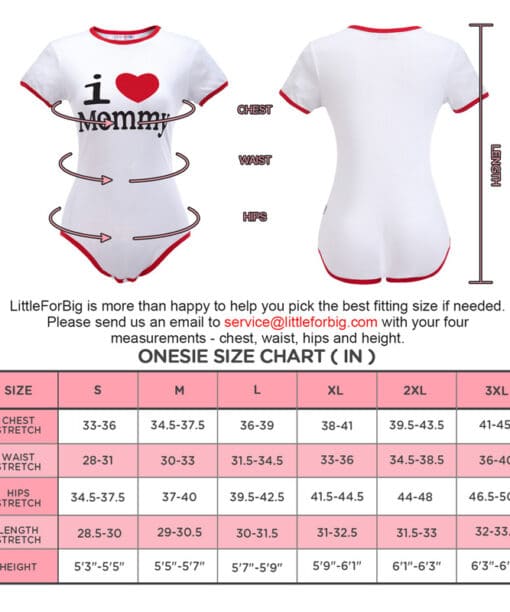 i
Mommy
CHEST
WAIST
HIPS
LENGTH
LittleForBig is more than happy to help you pick the best fitting size if needed.
Please send us an email to service@littleforbig.com with your four
measurements - chest, waist, hips and height.
ONESIE SIZE CHART ( IN )
SIZE S M L XL 2XL 3XL
CHEST 33-36 34.5-37.5 36-39 38-41 39.5-43.5 41-45
STRETCH
WAIST 28-31 30-33 31.5-34.5 33-36 34.5-38.5 36-40
STRETCH
HIPS 34.5-37.5 37-40 39.5-42.5 41.5-44.5 44-48 46.5-50
STRETCH
LENGTH 28.5-30 29-30.5 30-31.5 31-32.5 31.5-33 32-33
STRETCH
HEIGHT 5'3"-5'5" 5'5"-5'7" 5'7"-5'9" 5'9"-6'1" 6'1"-6'3" 6'3"-6'